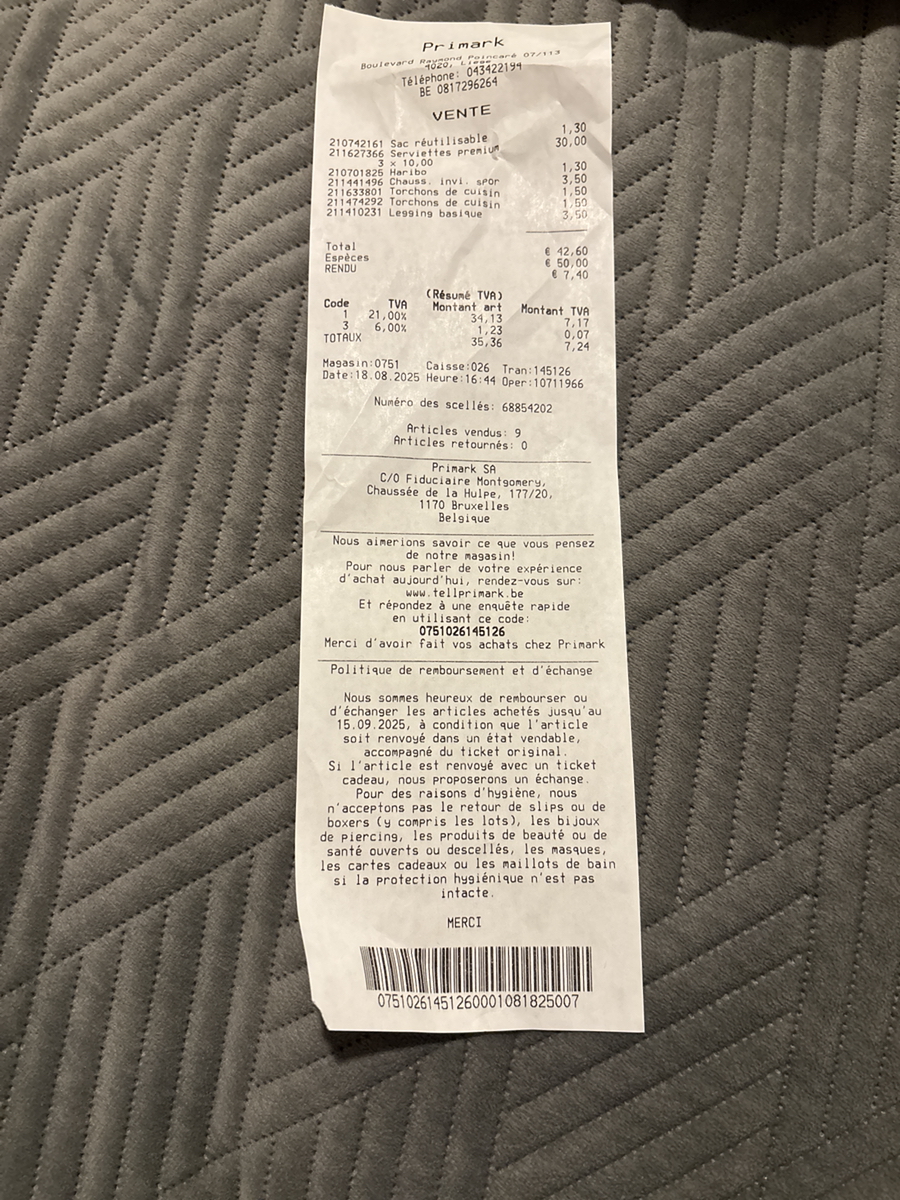 Primark
Boulevard Raymond Poincaré 07/113
4020, Liege
Téléphone: 043422194
BE 0817296264
VENTE
210742161 Sac réutilisable 1,30
211627366 Serviettes premium 30,00
3 x 10,00
210701825 Haribo 1,30
211441496 Chauss. invi. spor 3,50
211633801 Torchons de cuisin 1,50
211474292 Torchons de cuisin 1,50
211410231 Legging basique 3,50
Total € 42,60
Espèces € 50,00
RENDU € 7,40
(Résumé TVA)
Code TVA Montant art Montant TVA
1 21,00% 34,13 7,17
3 6,00% 1,23 0,07
TOTAUX 35,36 7,24
Magasin:0751 Caisse:026 Tran:145126
Date:18.08.2025 Heure:16:44 Oper:10711966
Numéro des scellés: 68854202
Articles vendus: 9
Articles retournés: 0
Primark SA
C/O Fiduciaire Montgomery,
Chaussée de la Hulpe, 177/20,
1170 Bruxelles
Belgique
Nous aimerions savoir ce que vous pensez
de notre magasin!
Pour nous parler de votre expérience
d'achat aujourd'hui, rendez-vous sur:
www.tellprimark.be
Et répondez à une enquête rapide
en utilisant ce code:
0751026145126
Merci d'avoir fait vos achats chez Primark
Politique de remboursement et d'échange
Nous sommes heureux de rembourser ou
d'échanger les articles achetés jusqu'au
15.09.2025, à condition que l'article
soit renvoyé dans un état vendable,
accompagné du ticket original.
Si l'article est renvoyé avec un ticket
cadeau, nous proposerons un échange.
Pour des raisons d'hygiène, nous
n'acceptons pas le retour de slips ou de
boxers (y compris les lots), les bijoux
de piercing, les produits de beauté ou de
santé ouverts ou descellés, les masques,
les cartes cadeaux ou les maillots de bain
si la protection hygiénique n'est pas
intacte.
MERCI
07510261451260001081825007